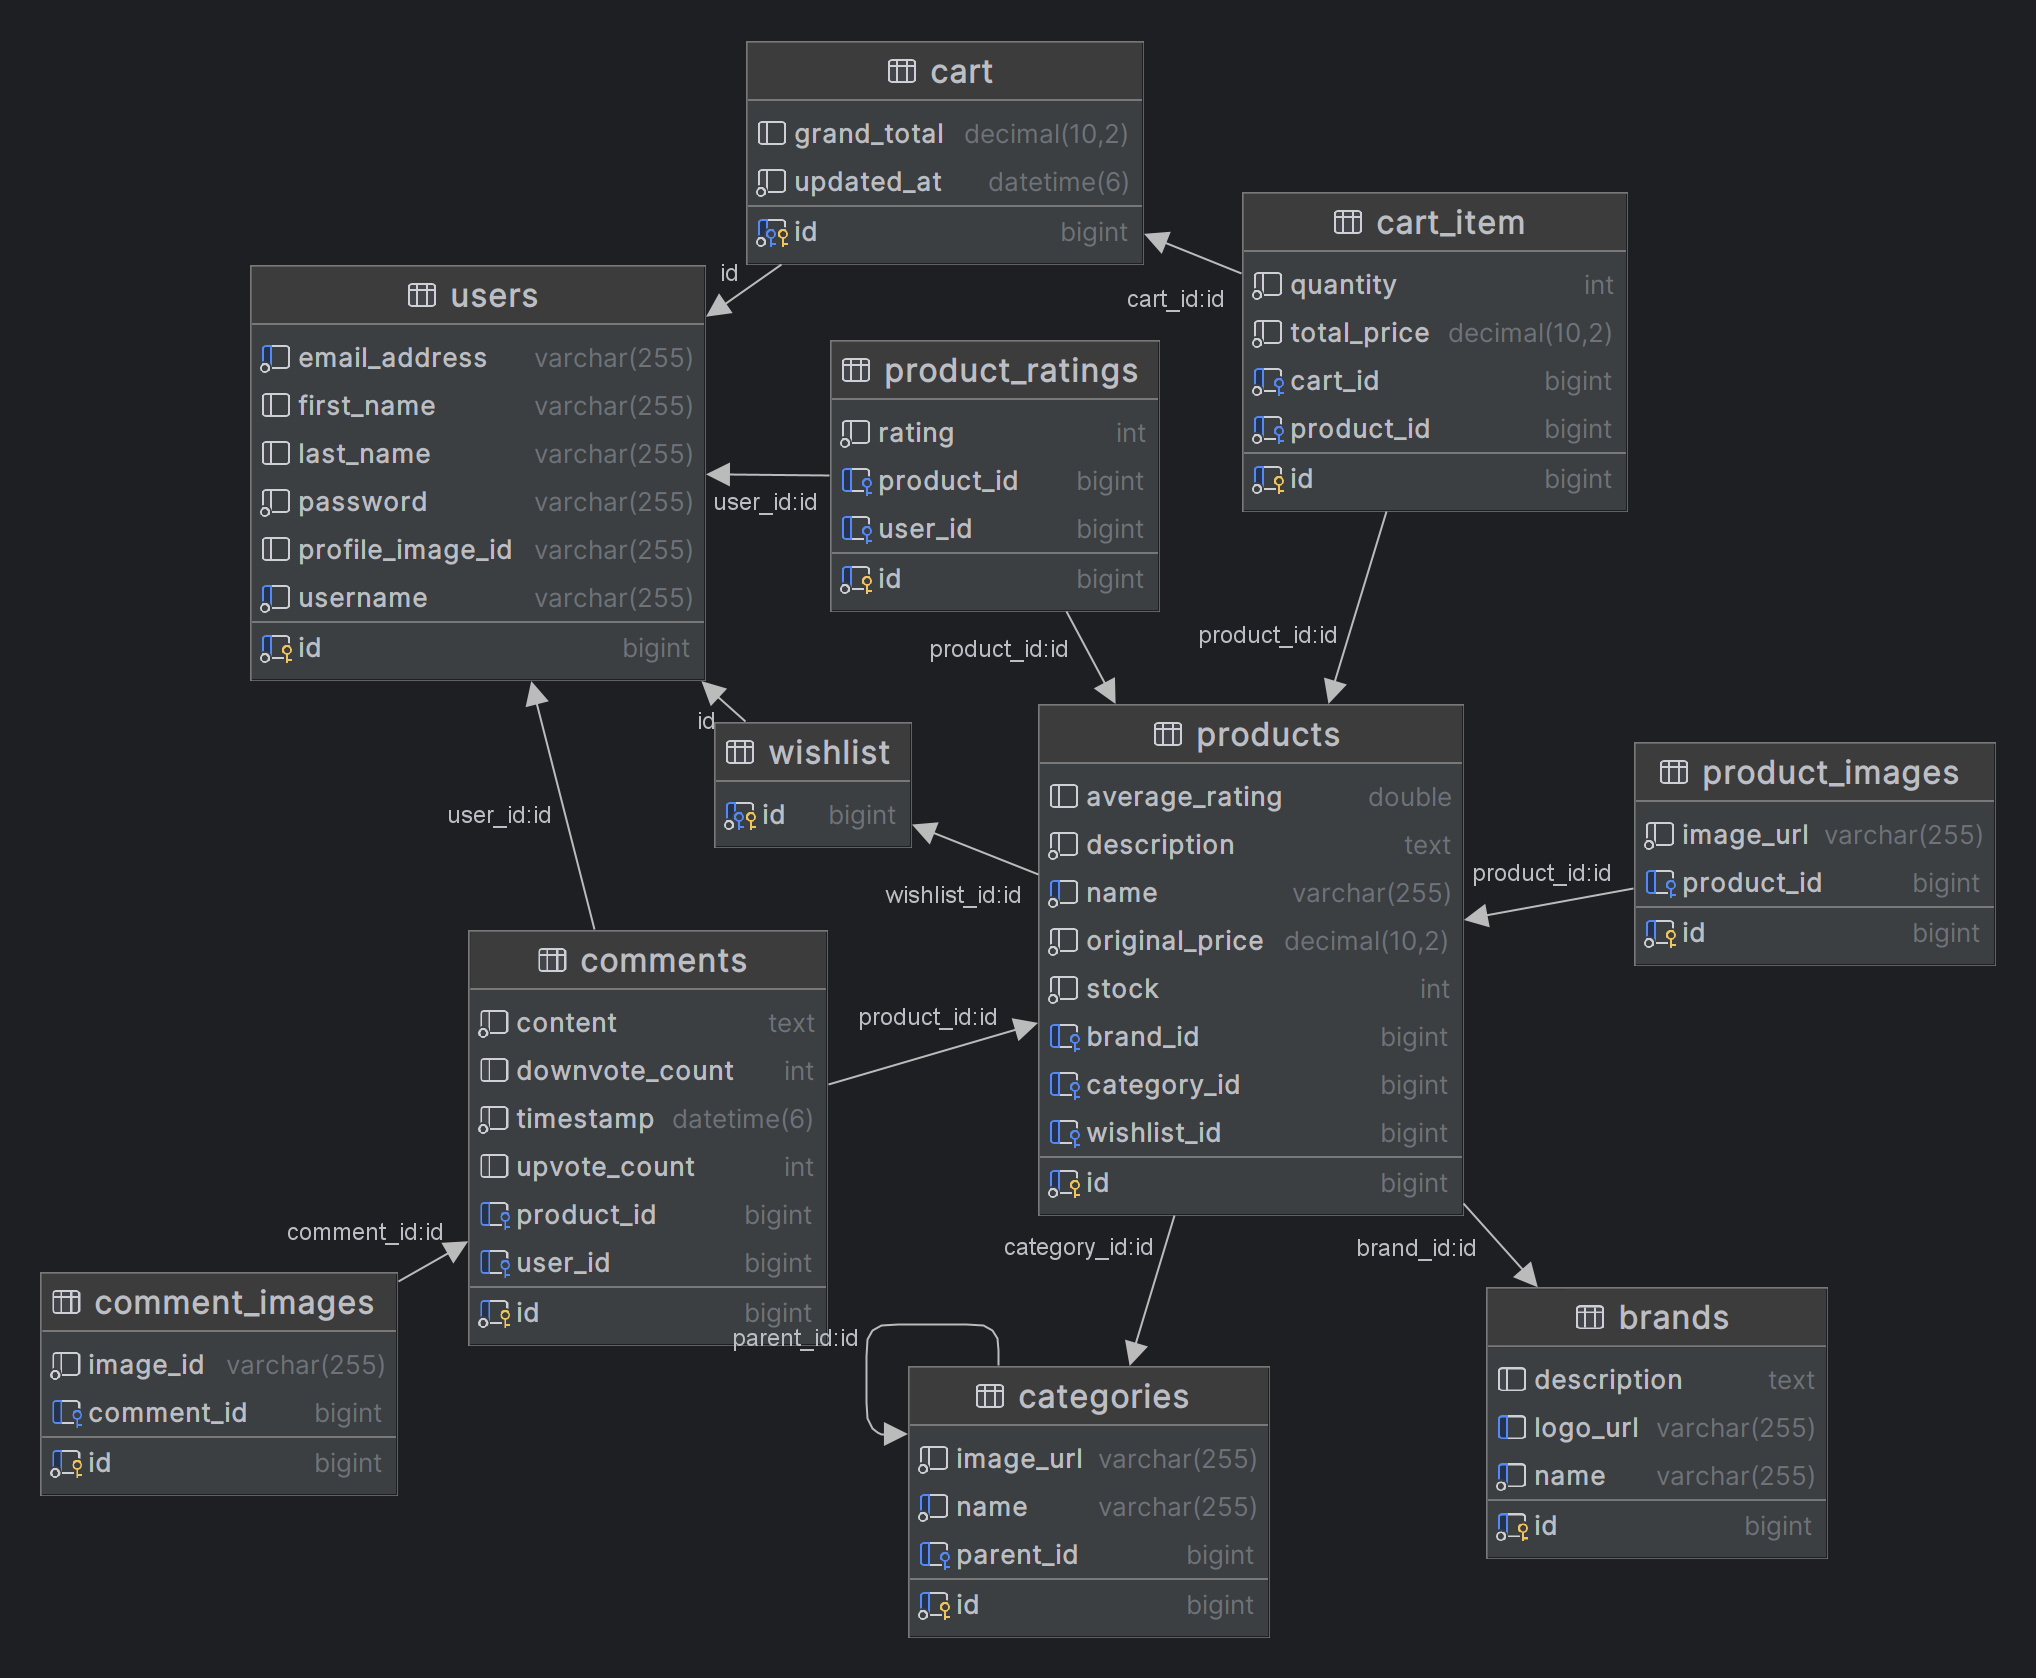 cart
grand_total decimal(10,2)
updated_at datetime(6)
id bigint
cart_item
quantity int
total_price decimal(10,2)
cart_id bigint
product_id bigint
id bigint
id
cart_id:id
users
email_address varchar(255)
first_name varchar(255)
last_name varchar(255)
password varchar(255)
profile_image_id varchar(255)
username varchar(255)
id bigint
product_ratings
rating int
product_id bigint
user_id bigint
id bigint
user_id:id
product_id:id
product_id:id
id
wishlist
id bigint
user_id:id
wishlist_id:id
products
average_rating double
description text
name varchar(255)
original_price decimal(10,2)
stock int
brand_id bigint
category_id bigint
wishlist_id bigint
id bigint
product_images
image_url varchar(255)
product_id bigint
id bigint
product_id:id
comments
content text
downvote_count int
timestamp datetime(6)
upvote_count int
product_id bigint
user_id bigint
id bigint
product_id:id
comment_id:id
category_id:id
brand_id:id
comment_images
image_id varchar(255)
comment_id bigint
id bigint
parent_id:id
categories
image_url varchar(255)
name varchar(255)
parent_id bigint
id bigint
brands
description text
logo_url varchar(255)
name varchar(255)
id bigint